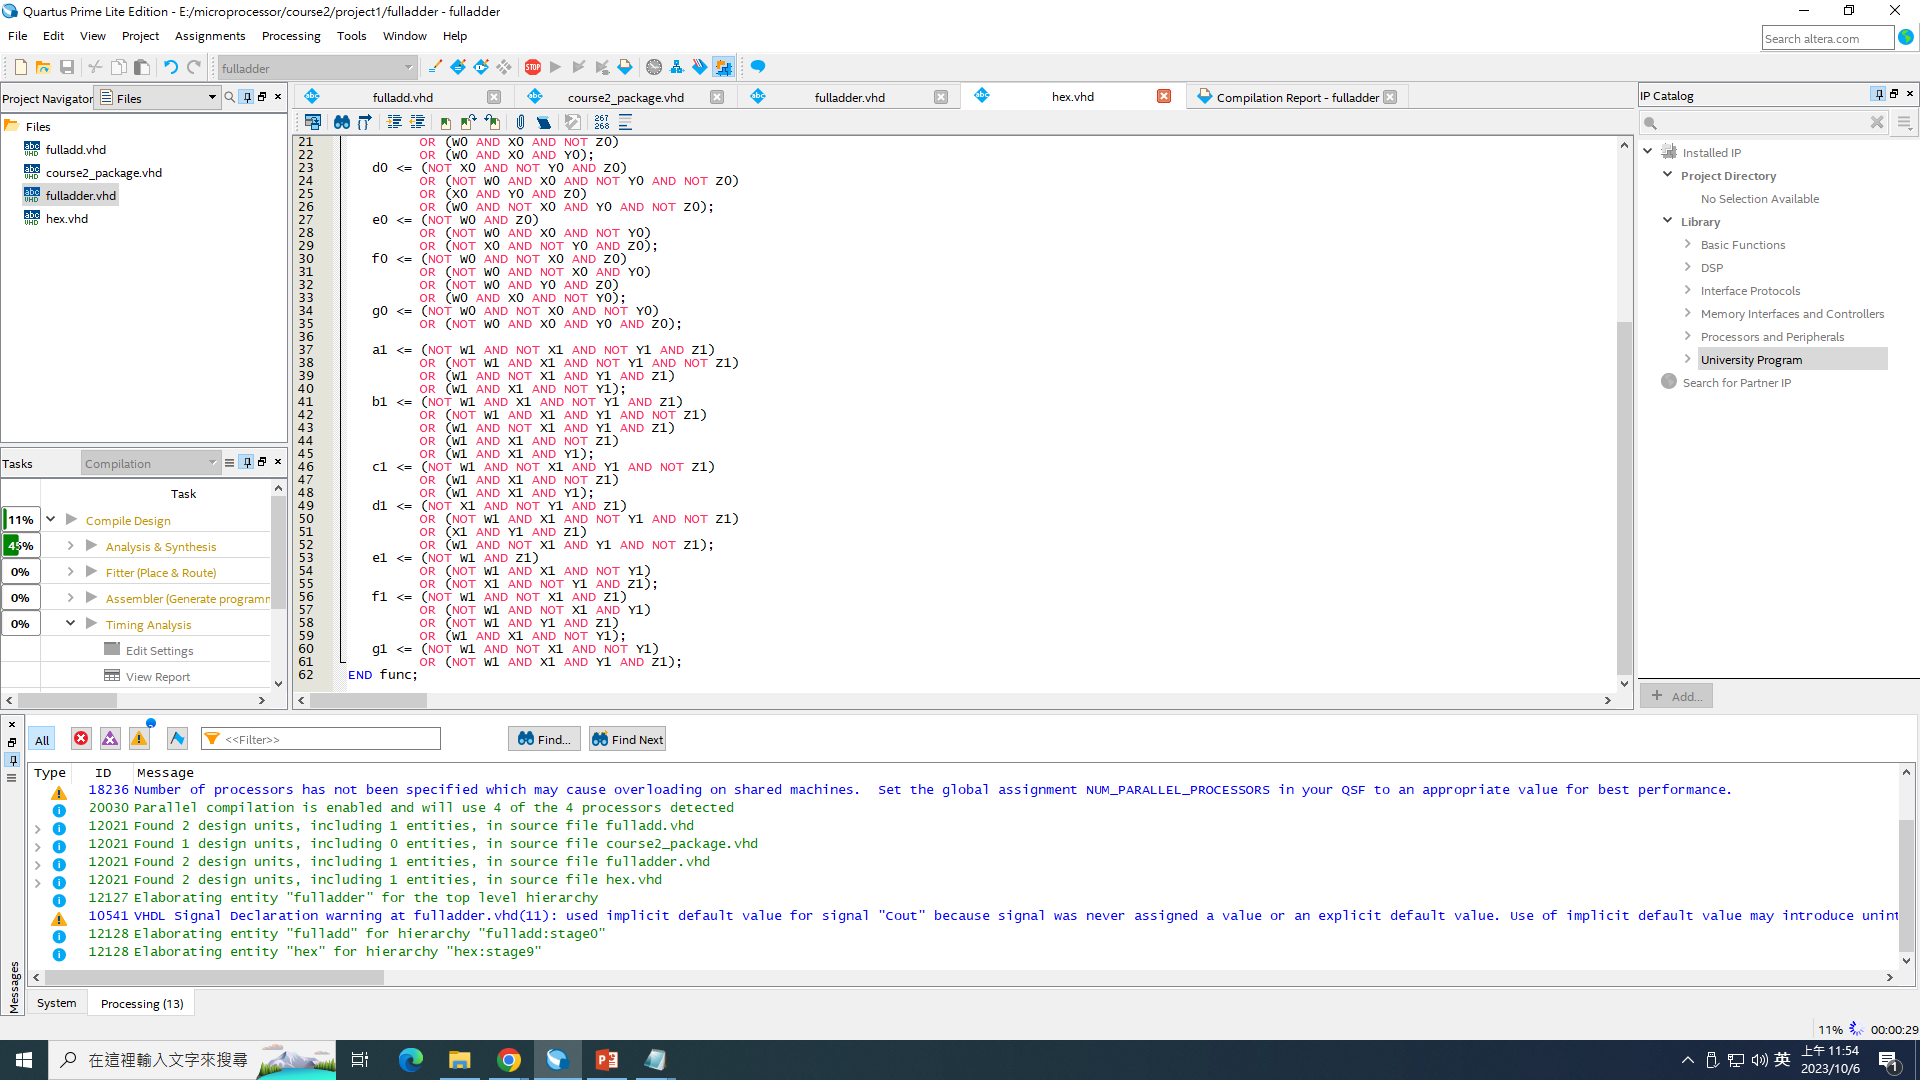 Quartus Prime Lite Edition - E:/microprocessor/course2/project1/fulladder - fulladder
File Edit View Project Assignments Processing Tools Window Help
Search altera.com
fulladder
Project Navigator Files
Files
fulladd.vhd
course2_package.vhd
fulladder.vhd
hex.vhd
Tasks Compilation
Task
11% Compile Design
45% Analysis & Synthesis
0% Fitter (Place & Route)
0% Assembler (Generate programm
0% Timing Analysis
Edit Settings
View Report
fulladd.vhd course2_package.vhd fulladder.vhd hex.vhd Compilation Report - fulladder
21 OR (W0 AND X0 AND NOT Z0)
22 OR (W0 AND X0 AND Y0);
23 d0 <= (NOT X0 AND NOT Y0 AND Z0)
24 OR (NOT W0 AND X0 AND NOT Y0 AND NOT Z0)
25 OR (X0 AND Y0 AND Z0)
26 OR (W0 AND NOT X0 AND Y0 AND NOT Z0);
27 e0 <= (NOT W0 AND Z0)
28 OR (NOT W0 AND X0 AND NOT Y0)
29 OR (NOT X0 AND NOT Y0 AND Z0);
30 f0 <= (NOT W0 AND NOT X0 AND Z0)
31 OR (NOT W0 AND NOT X0 AND Y0)
32 OR (NOT W0 AND Y0 AND Z0)
33 OR (W0 AND X0 AND NOT Y0);
34 g0 <= (NOT W0 AND NOT X0 AND NOT Y0)
35 OR (NOT W0 AND X0 AND Y0 AND Z0);
36
37 a1 <= (NOT W1 AND NOT X1 AND NOT Y1 AND Z1)
38 OR (NOT W1 AND X1 AND NOT Y1 AND NOT Z1)
39 OR (W1 AND NOT X1 AND Y1 AND Z1)
40 OR (W1 AND X1 AND NOT Y1);
41 b1 <= (NOT W1 AND X1 AND NOT Y1 AND Z1)
42 OR (NOT W1 AND X1 AND Y1 AND NOT Z1)
43 OR (W1 AND NOT X1 AND Y1 AND Z1)
44 OR (W1 AND X1 AND NOT Z1)
45 OR (W1 AND X1 AND Y1);
46 c1 <= (NOT W1 AND NOT X1 AND Y1 AND NOT Z1)
47 OR (W1 AND X1 AND NOT Z1)
48 OR (W1 AND X1 AND Y1);
49 d1 <= (NOT X1 AND NOT Y1 AND Z1)
50 OR (NOT W1 AND X1 AND NOT Y1 AND NOT Z1)
51 OR (X1 AND Y1 AND Z1)
52 OR (W1 AND NOT X1 AND Y1 AND NOT Z1);
53 e1 <= (NOT W1 AND Z1)
54 OR (NOT W1 AND X1 AND NOT Y1)
55 OR (NOT X1 AND NOT Y1 AND Z1);
56 f1 <= (NOT W1 AND NOT X1 AND Z1)
57 OR (NOT W1 AND NOT X1 AND Y1)
58 OR (NOT W1 AND Y1 AND Z1)
59 OR (W1 AND X1 AND NOT Y1);
60 g1 <= (NOT W1 AND NOT X1 AND NOT Y1)
61 OR (NOT W1 AND X1 AND Y1 AND Z1);
62 END func;
IP Catalog
Installed IP
Project Directory
No Selection Available
Library
Basic Functions
DSP
Interface Protocols
Memory Interfaces and Controllers
Processors and Peripherals
University Program
Search for Partner IP
+ Add...
All <<Filter>> Find... Find Next
Type ID Message
18236 Number of processors has not been specified which may cause overloading on shared machines. Set the global assignment NUM_PARALLEL_PROCESSORS in your QSF to an appropriate value for best performance.
20030 Parallel compilation is enabled and will use 4 of the 4 processors detected
12021 Found 2 design units, including 1 entities, in source file fulladd.vhd
12021 Found 1 design units, including 0 entities, in source file course2_package.vhd
12021 Found 2 design units, including 1 entities, in source file fulladder.vhd
12021 Found 2 design units, including 1 entities, in source file hex.vhd
12127 Elaborating entity "fulladder" for the top level hierarchy
10541 VHDL Signal Declaration warning at fulladder.vhd(11): used implicit default value for signal "Cout" because signal was never assigned a value or an explicit default value. Use of implicit default value may introduce unint
12128 Elaborating entity "fulladd" for hierarchy "fulladd:stage0"
12128 Elaborating entity "hex" for hierarchy "hex:stage9"
Messages
System Processing (13)
11% 00:00:29
在這裡輸入文字來搜尋
英
上午 11:54
2023/10/6
1